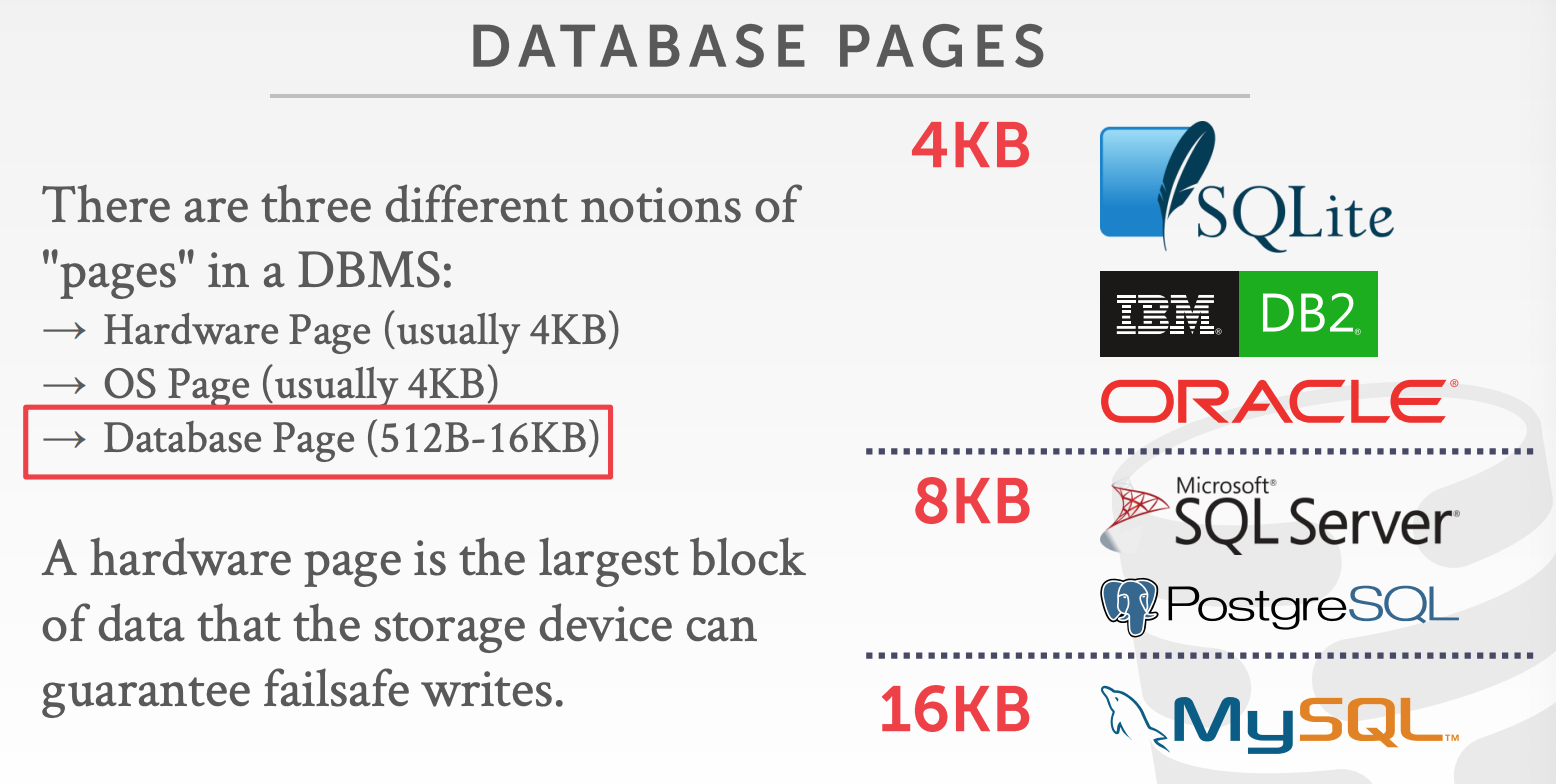 DATABASE PAGES
There are three different notions of
"pages" in a DBMS:
→ Hardware Page (usually 4KB)
→ OS Page (usually 4KB)
→ Database Page (512B-16KB)
A hardware page is the largest block
of data that the storage device can
guarantee failsafe writes.
4KB
SQLite
IBM® DB2®
ORACLE®
8KB
Microsoft®
SQL Server®
PostgreSQL
16KB
MySQL™